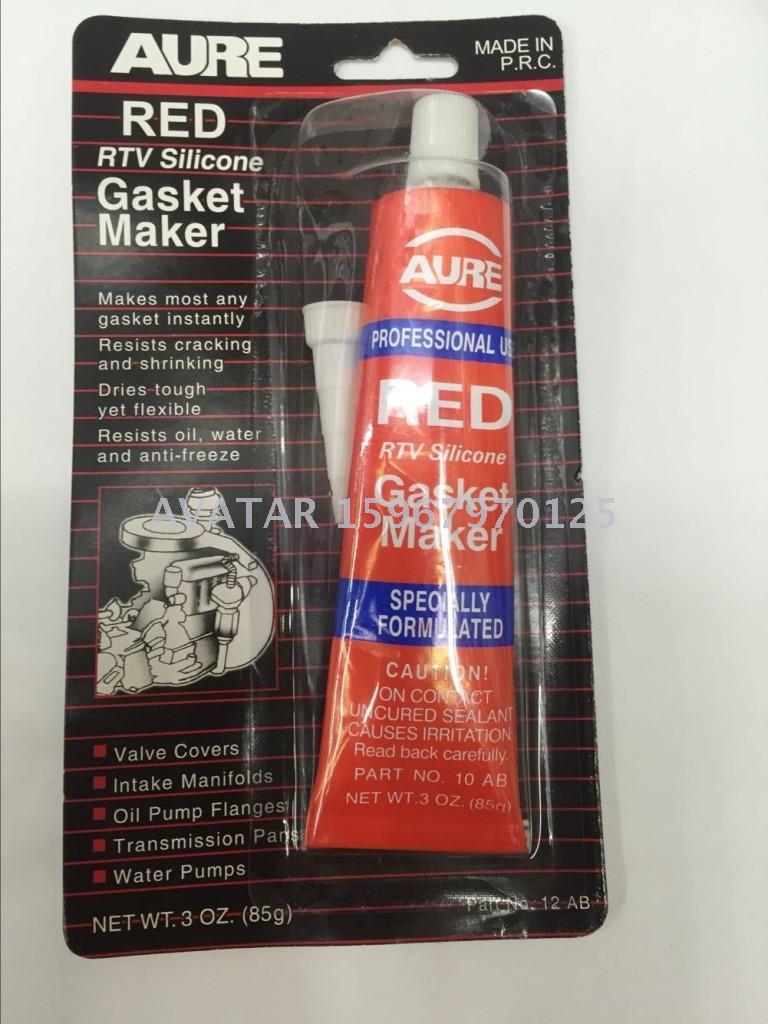 AURE
MADE IN
P.R.C.
RED
RTV Silicone
Gasket
Maker
Makes most any
gasket instantly
Resists cracking
and shrinking
Dries tough
yet flexible
Resists oil, water
and anti-freeze
Valve Covers
Intake Manifolds
Oil Pump Flanges
Transmission Pans
Water Pumps
NET WT. 3 OZ. (85g)
Part No. 12 AB
AURE
PROFESSIONAL US
RED
RTV Silicone
Gasket
Maker
SPECIALLY
FORMULATED
CAUTION!
ON CONTACT
UNCURED SEALANT
CAUSES IRRITATION.
Read back carefully.
PART NO. 10 AB
NET WT.3 OZ. (85g)
AVATAR 15967970125